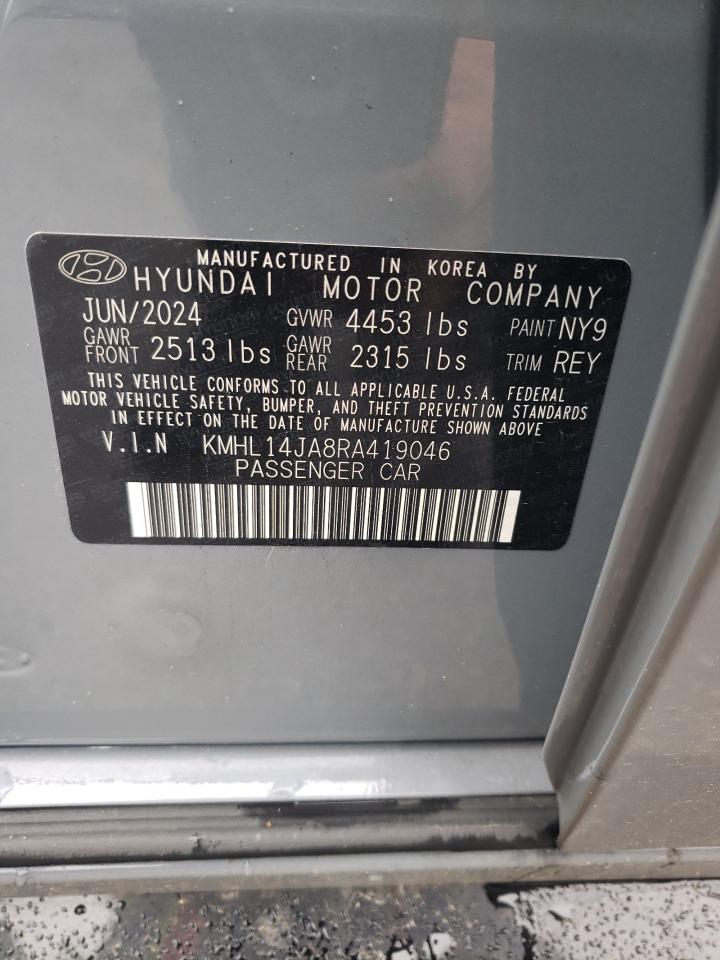 MANUFACTURED IN KOREA BY
HYUNDAI MOTOR COMPANY
JUN/2024 GVWR 4453 lbs PAINT NY9
GAWR FRONT 2513 lbs GAWR REAR 2315 lbs TRIM REY
THIS VEHICLE CONFORMS TO ALL APPLICABLE U.S.A. FEDERAL
MOTOR VEHICLE SAFETY, BUMPER, AND THEFT PREVENTION STANDARDS
IN EFFECT ON THE DATE OF MANUFACTURE SHOWN ABOVE
V.I.N KMHL14JA8RA419046
PASSENGER CAR